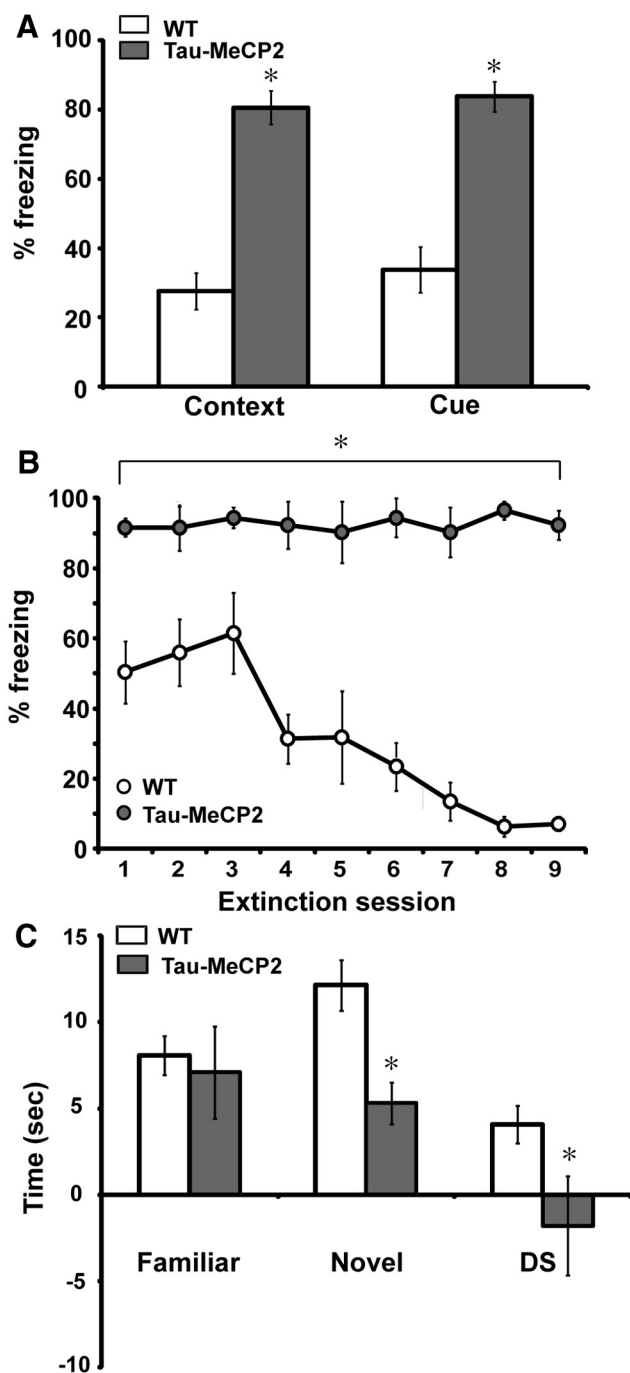 A
WT
Tau-MeCP2
100
80
60
40
20
0
% freezing
*
*
Context
Cue
B
*
100
80
60
40
20
0
% freezing
WT
Tau-MeCP2
1 2 3 4 5 6 7 8 9
Extinction session
C
WT
Tau-MeCP2
15
10
5
0
-5
-10
Time (sec)
*
*
Familiar
Novel
DS